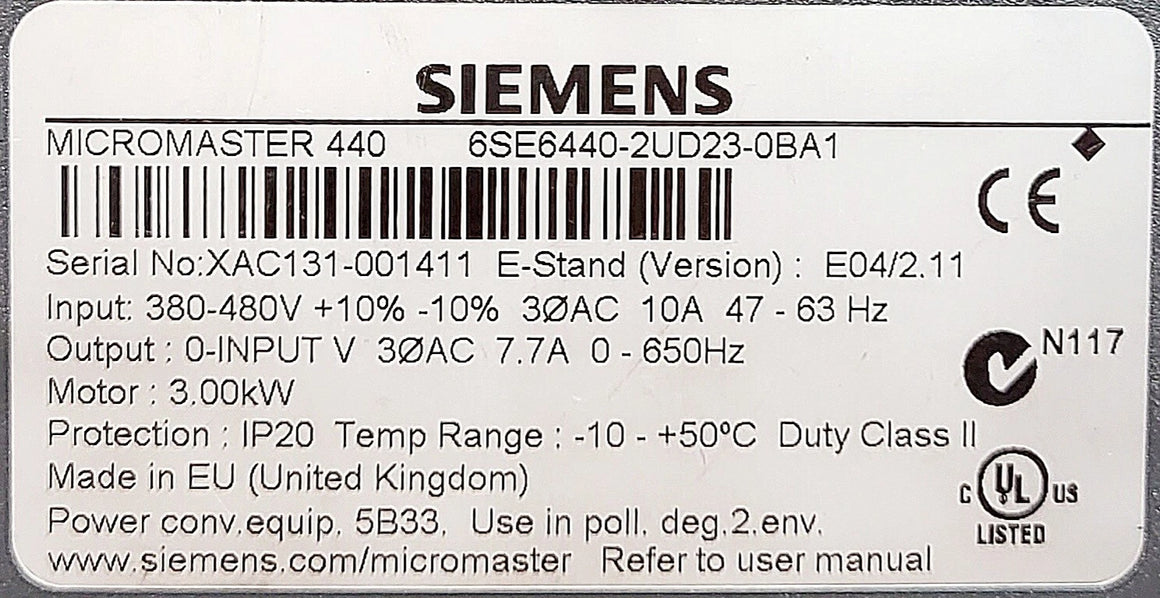 SIEMENS
MICROMASTER 440 6SE6440-2UD23-0BA1
CE
Serial No:XAC131-001411 E-Stand (Version) : E04/2.11
Input: 380-480V +10% -10% 3ØAC 10A 47 - 63 Hz
Output : 0-INPUT V 3ØAC 7.7A 0 - 650Hz
N117
Motor : 3.00kW
Protection : IP20 Temp Range : -10 - +50ºC Duty Class II
Made in EU (United Kingdom)
C UL US
LISTED
Power conv.equip. 5B33. Use in poll. deg.2.env.
www.siemens.com/micromaster Refer to user manual